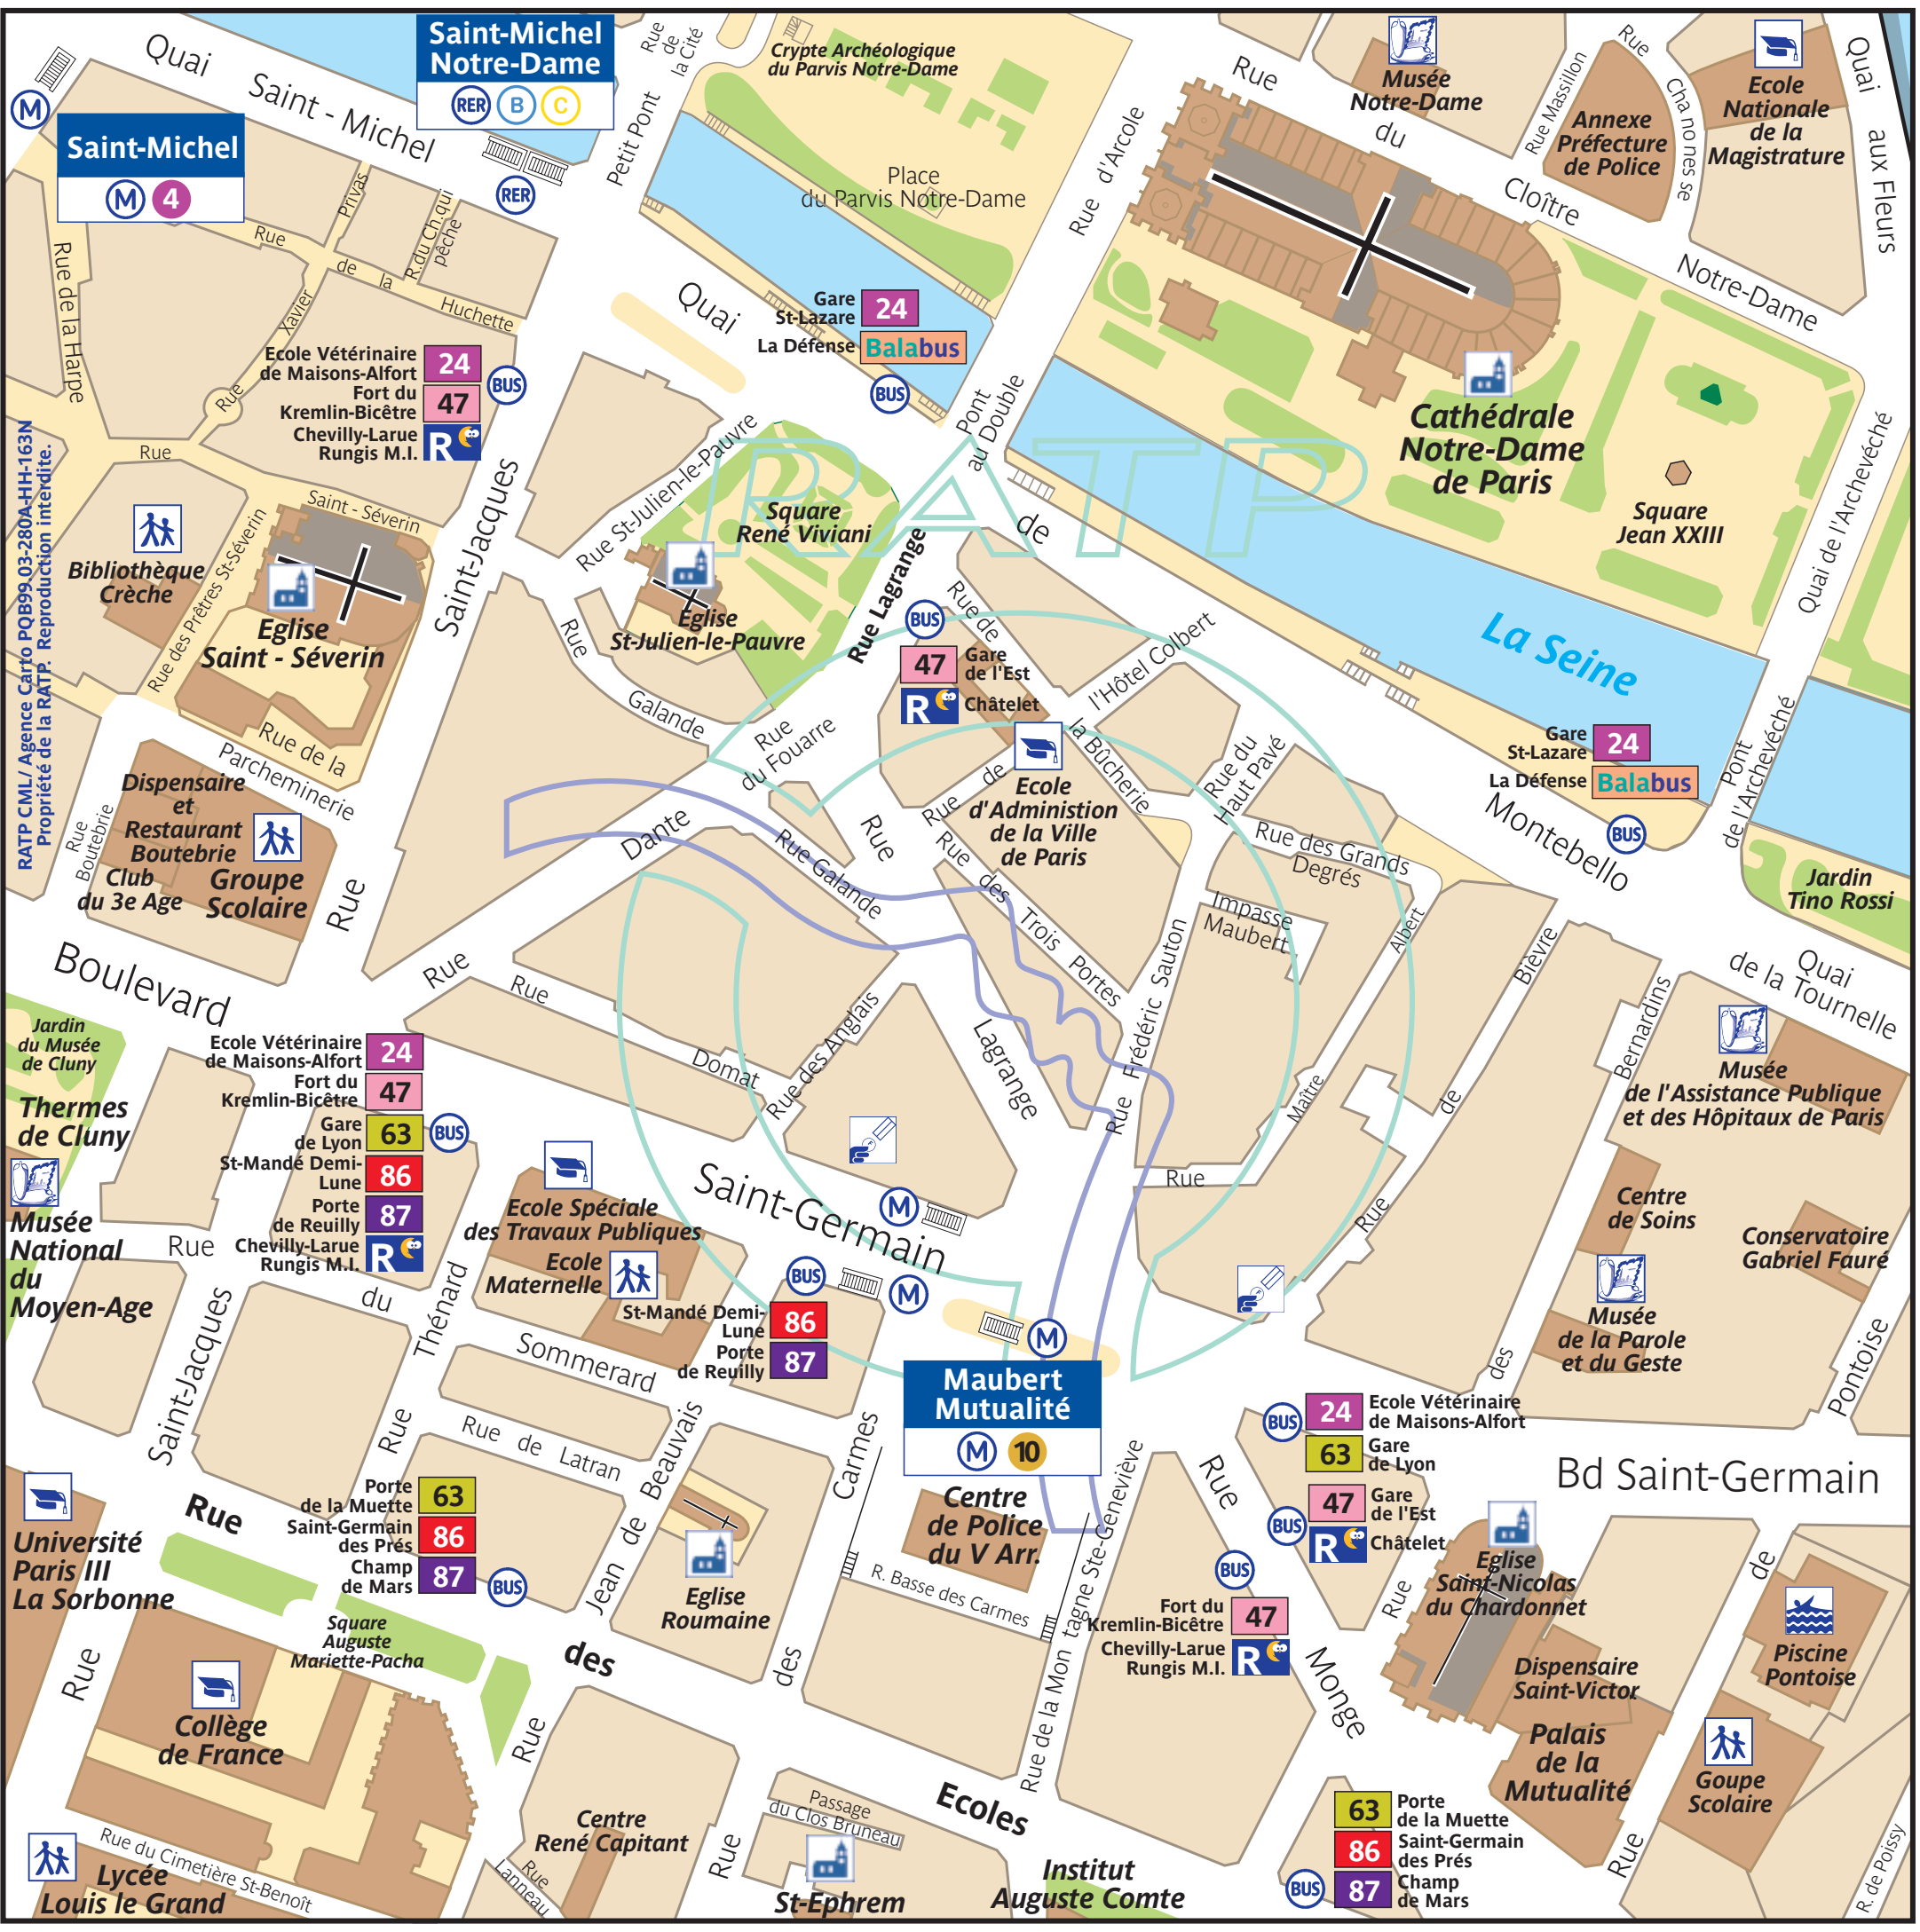 Quai
Saint - Michel
Saint-Michel
Notre-Dame
RER B C
Rue
de
la Cité
Petit Pont
Crypte Archéologique
du Parvis Notre-Dame
Place
du Parvis Notre-Dame
Rue d'Arcole
Rue
du
Cloître
Notre-Dame
Musée
Notre-Dame
Rue Massillon
Annexe
Préfecture
de Police
Rue
Cha no nes se
Ecole
Nationale
de la
Magistrature
Quai
aux Fleurs
M
Saint-Michel
M 4
RER
Privas
R.du Ch.qui
pêche
Rue
de
la
Huchette
Rue de la Harpe
Xavier
Rue
Ecole Vétérinaire
de Maisons-Alfort
24
Fort du
Kremlin-Bicêtre
47
Chevilly-Larue
Rungis M.I.
R
BUS
Quai
Gare
St-Lazare
24
La Défense
Balabus
BUS
Pont
au Double
Cathédrale
Notre-Dame
de Paris
Square
Jean XXIII
Quai de l'Archevêché
RATP CML/ Agence Carto PQB99.03-280A-HH-163N
Propriété de la RATP. Reproduction interdite.
Rue
Saint - Séverin
Bibliothèque
Crèche
Rue des Prêtres St-Séverin
Eglise
Saint - Séverin
Saint-Jacques
Rue St-Julien-le-Pauvre
Square
René Viviani
RATP
Eglise
St-Julien-le-Pauvre
Rue Lagrange
de
La Seine
Rue
Galande
Rue de
BUS
47
Gare
de l'Est
R
Châtelet
l'Hôtel Colbert
la Bûcherie
Rue
du Fouarre
Rue de la
Parcheminerie
Dispensaire
et
Restaurant
Boutebrie
Club
du 3e Age
Groupe
Scolaire
Rue
Boutebrie
Rue
Dante
Rue Galande
Rue
Rue
de
Ecole
d'Administion
de la Ville
de Paris
Rue du
Haut Pavé
Rue des Grands
Degrés
Gare
St-Lazare
24
La Défense
Balabus
BUS
Pont
de l'Archevéché
Montebello
Jardin
Tino Rossi
Quai
de la Tournelle
Impasse
Maubert
Albert
Maître
Rue
Rue
des
Trois
Portes
Rue Frédéric Sauton
Bièvre
de
Rue
Bernardins
des
Boulevard
Rue
Rue
Domat
Rue des Anglais
Lagrange
Jardin
du Musée
de Cluny
Thermes
de Cluny
Musée
National
du
Moyen-Age
Ecole Vétérinaire
de Maisons-Alfort
24
Fort du
Kremlin-Bicêtre
47
Gare
de Lyon
63
BUS
St-Mandé Demi-
Lune
86
Porte
de Reuilly
87
Chevilly-Larue
Rungis M.I.
R
Musée
de l'Assistance Publique
et des Hôpitaux de Paris
Centre
de Soins
Conservatoire
Gabriel Fauré
Musée
de la Parole
et du Geste
Pontoise
Rue
du
Sommerard
Thénard
Rue
Saint-Jacques
Ecole Spéciale
des Travaux Publiques
Ecole
Maternelle
Saint-Germain
M
BUS
M
M
St-Mandé Demi-
Lune
86
Porte
de Reuilly
87
Maubert
Mutualité
M 10
Rue de Latran
Jean de Beauvais
Rue
Carmes
des
Rue
Eglise
Roumaine
Centre
de Police
du V Arr.
R. Basse des Carmes
Rue de la Mon tagne Ste-Geneviève
Rue
Monge
BUS
24
Ecole Vétérinaire
de Maisons-Alfort
63
Gare
de Lyon
BUS
47
Gare
de l'Est
R
Châtelet
BUS
Fort du
Kremlin-Bicêtre
47
Chevilly-Larue
Rungis M.I.
R
Bd Saint-Germain
Eglise
Saint-Nicolas
du Chardonnet
Rue
Dispensaire
Saint-Victor
Palais
de la
Mutualité
de
Rue
Piscine
Pontoise
Goupe
Scolaire
R. de Poissy
Université
Paris III
La Sorbonne
Rue
Rue
des
Ecoles
Porte
de la Muette
63
Saint-Germain
des Prés
86
Champ
de Mars
87
BUS
Square
Auguste
Mariette-Pacha
Collège
de France
Rue du Cimetière St-Benoît
Lycée
Louis le Grand
Centre
René Capitant
Rue
Lanneau
Passage
du Clos Bruneau
St-Ephrem
Institut
Auguste Comte
63
Porte
de la Muette
86
Saint-Germain
des Prés
BUS
87
Champ
de Mars